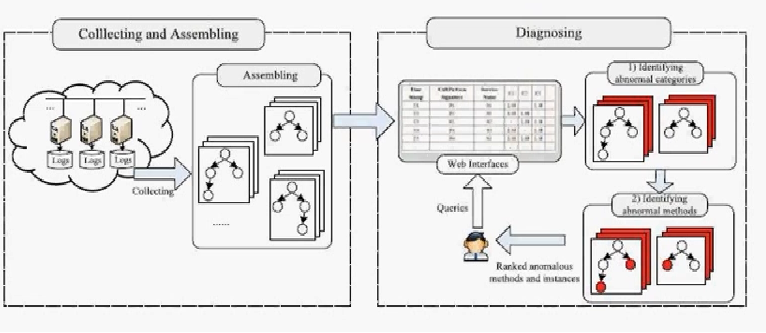 Colllecting and Assembling
Diagnosing
Assembling
...
...
Logs
Logs
Logs
Collecting
......
Web Interfaces
Queries
1) Identifying
abnormal categories
2) Identifying
abnormal methods
Ranked anomalous
methods and instances